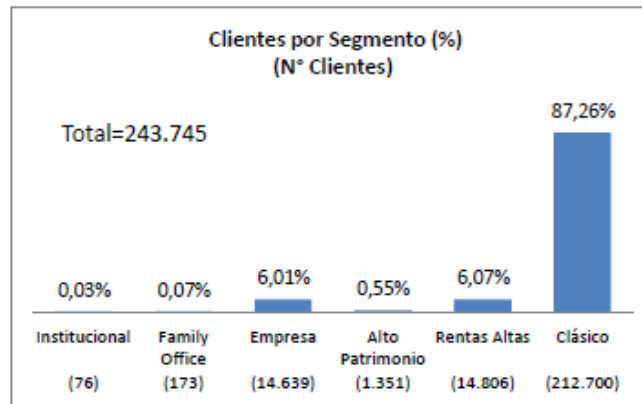 Clientes por Segmento (%)
(N° Clientes)
Total=243.745
87,26%
0,03%
0,07%
6,01%
0,55%
6,07%
Institucional
Family
Office
Empresa
Alto
Patrimonio
Rentas Altas
Clásico
(76)
(173)
(14.639)
(1.351)
(14.806)
(212.700)